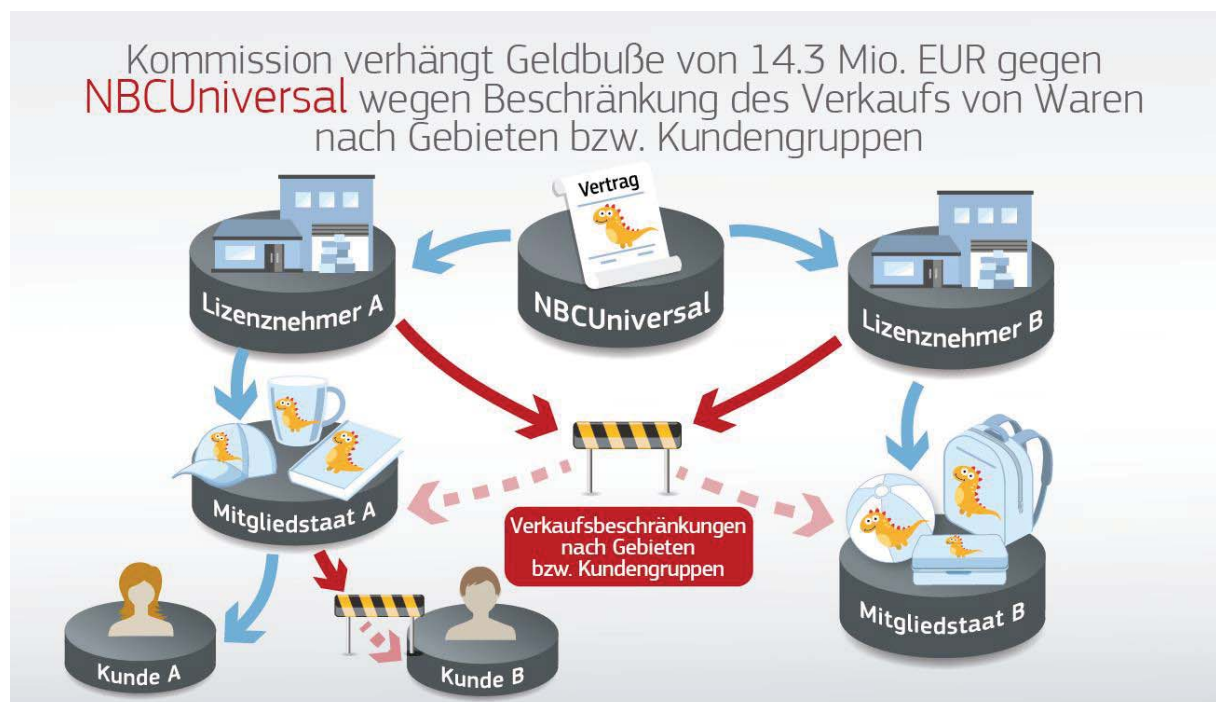 Kommission verhängt Geldbuße von 14.3 Mio. EUR gegen
NBCUniversal wegen Beschränkung des Verkaufs von Waren
nach Gebieten bzw. Kundengruppen
Vertrag
Lizenznehmer A
NBCUniversal
Lizenznehmer B
Mitgliedstaat A
Verkaufsbeschränkungen
nach Gebieten
bzw. Kundengruppen
Mitgliedstaat B
Kunde A
Kunde B